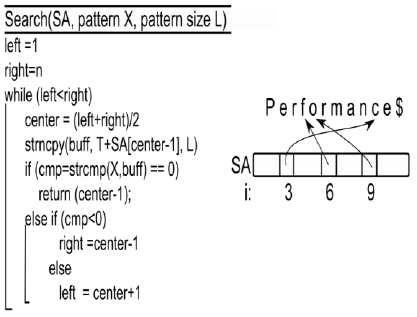 Search(SA, pattern X, pattern size L)
left =1
right=n
while (left<right)
center = (left+right)/2
strncpy(buff, T+SA[center-1], L)
if (cmp=strcmp(X,buff) == 0)
return (center-1);
else if (cmp<0)
right =center-1
else
left = center+1
Performance$
SA
i: 3 6 9